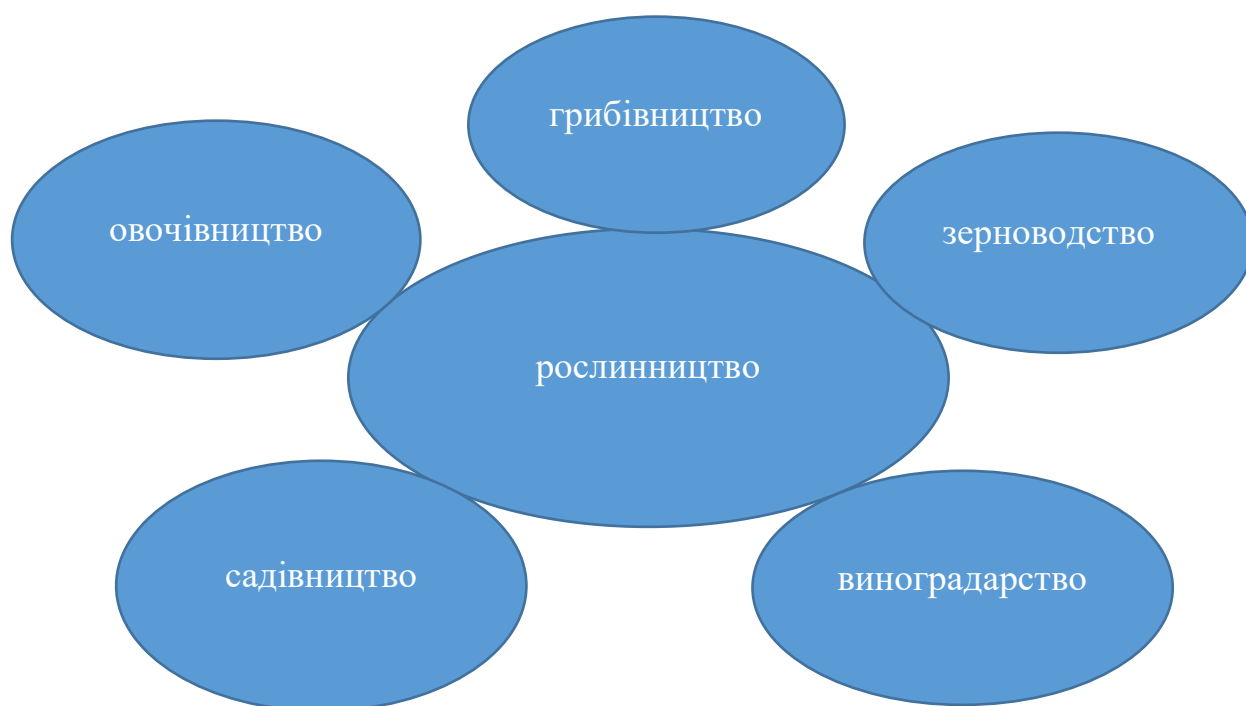 грибівництво
овочівництво
зерноводство
рослинництво
садівництво
виноградарство